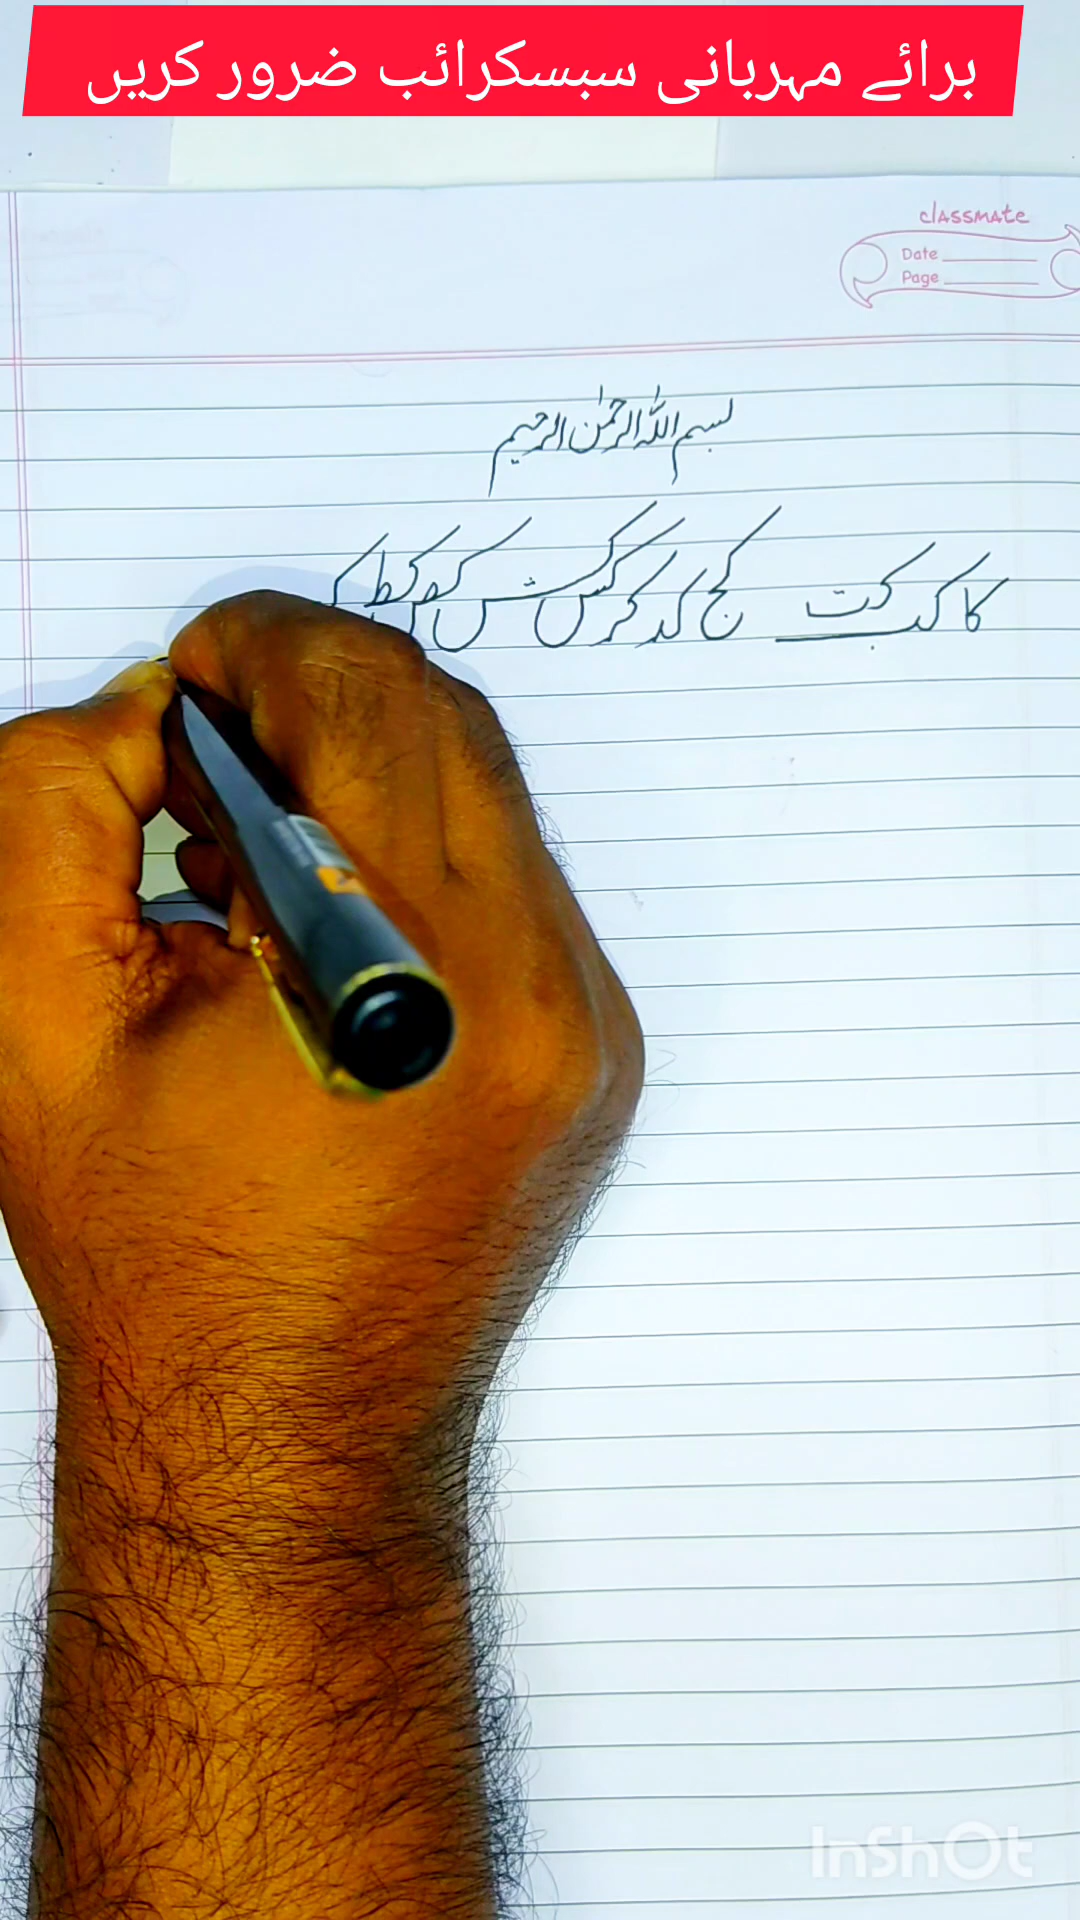 برائے مہربانی سبسکرائب ضرور کریں
classmate
Date
Page
بسم اللہ الرحمٰن الرحیم
کا کب کت کج کد کر کس کش کص کط
InShOt